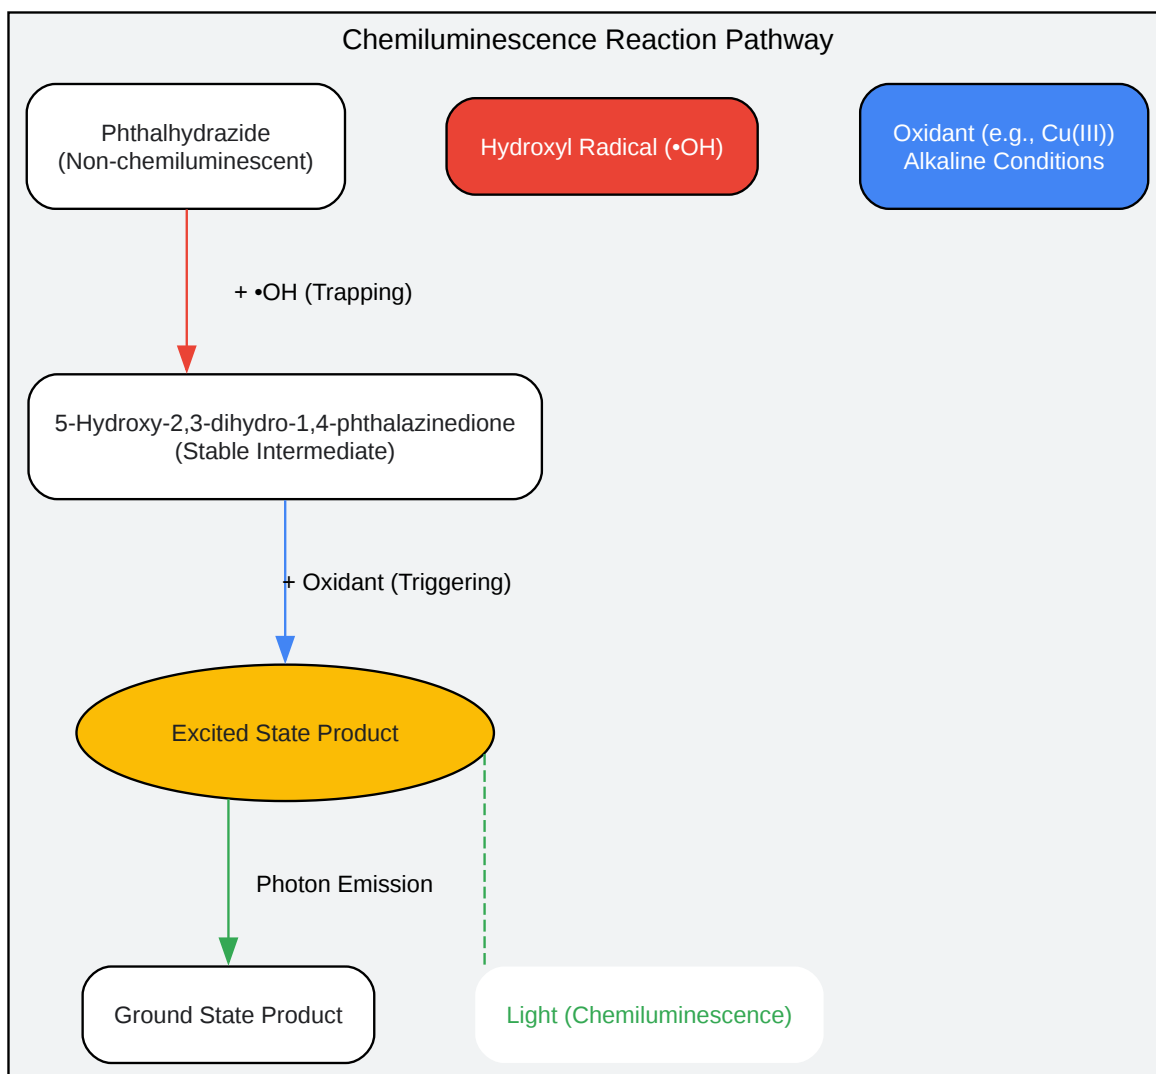 Chemiluminescence Reaction Pathway
Phthalhydrazide
(Non-chemiluminescent)
Hydroxyl Radical (•OH)
Oxidant (e.g., Cu(III))
Alkaline Conditions
+ •OH (Trapping)
5-Hydroxy-2,3-dihydro-1,4-phthalazinedione
(Stable Intermediate)
+ Oxidant (Triggering)
Excited State Product
Photon Emission
Ground State Product
Light (Chemiluminescence)